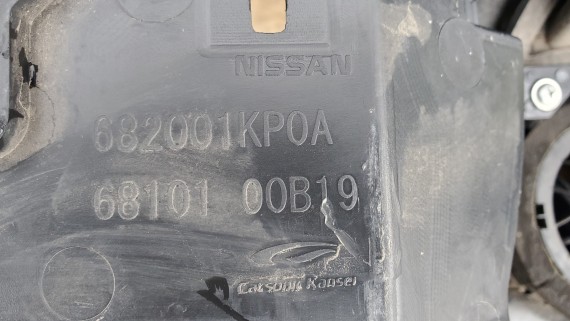 NISSAN
682001KP0A
68101 00B19
Calsonic Kansei